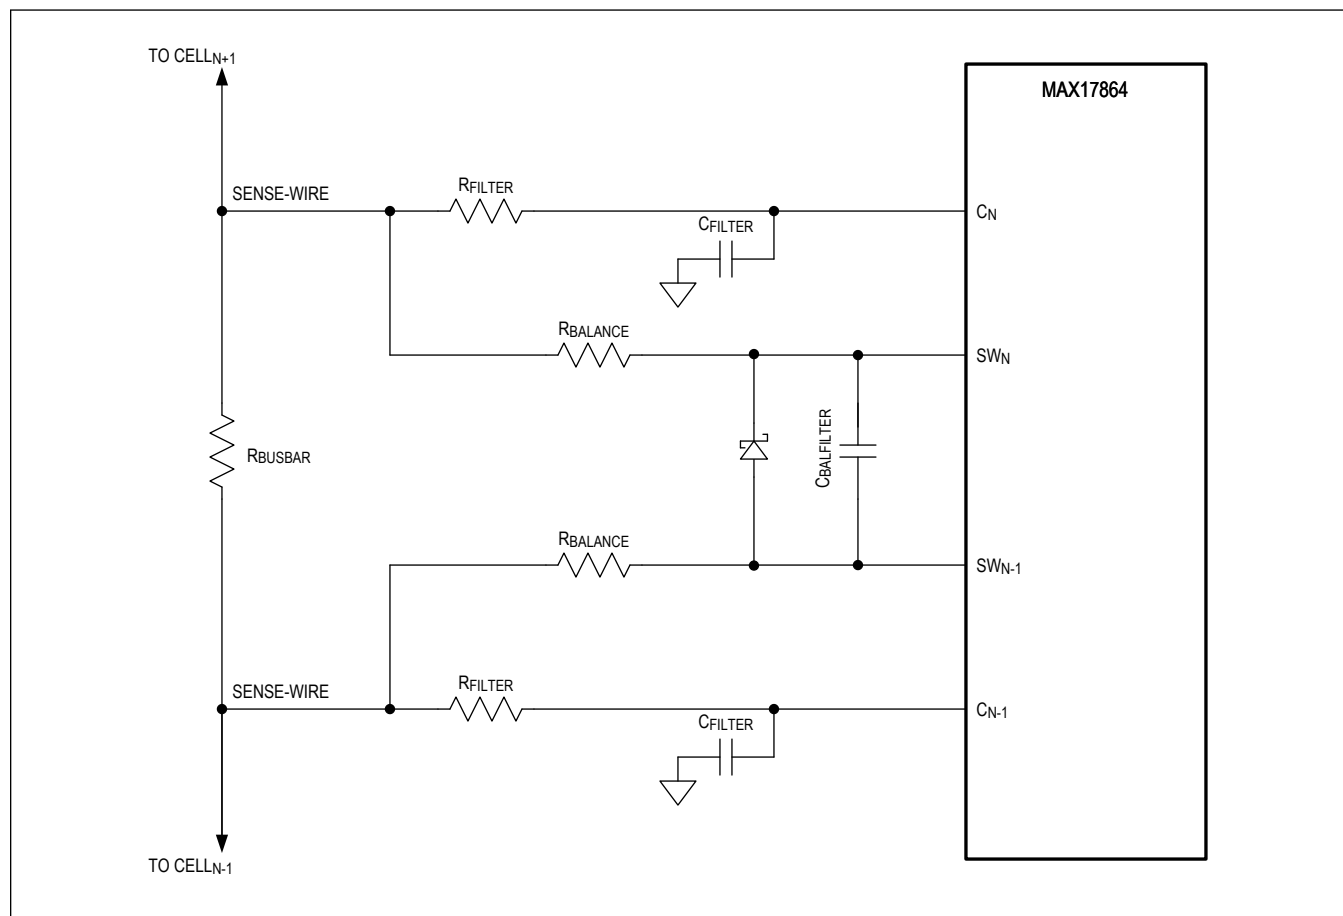 TO CELLN+1
MAX17864
SENSE-WIRE
RFILTER
CFILTER
CN
RBALANCE
SWN
RBUSBAR
CBALFILTER
RBALANCE
SWN-1
SENSE-WIRE
RFILTER
CFILTER
CN-1
TO CELLN-1